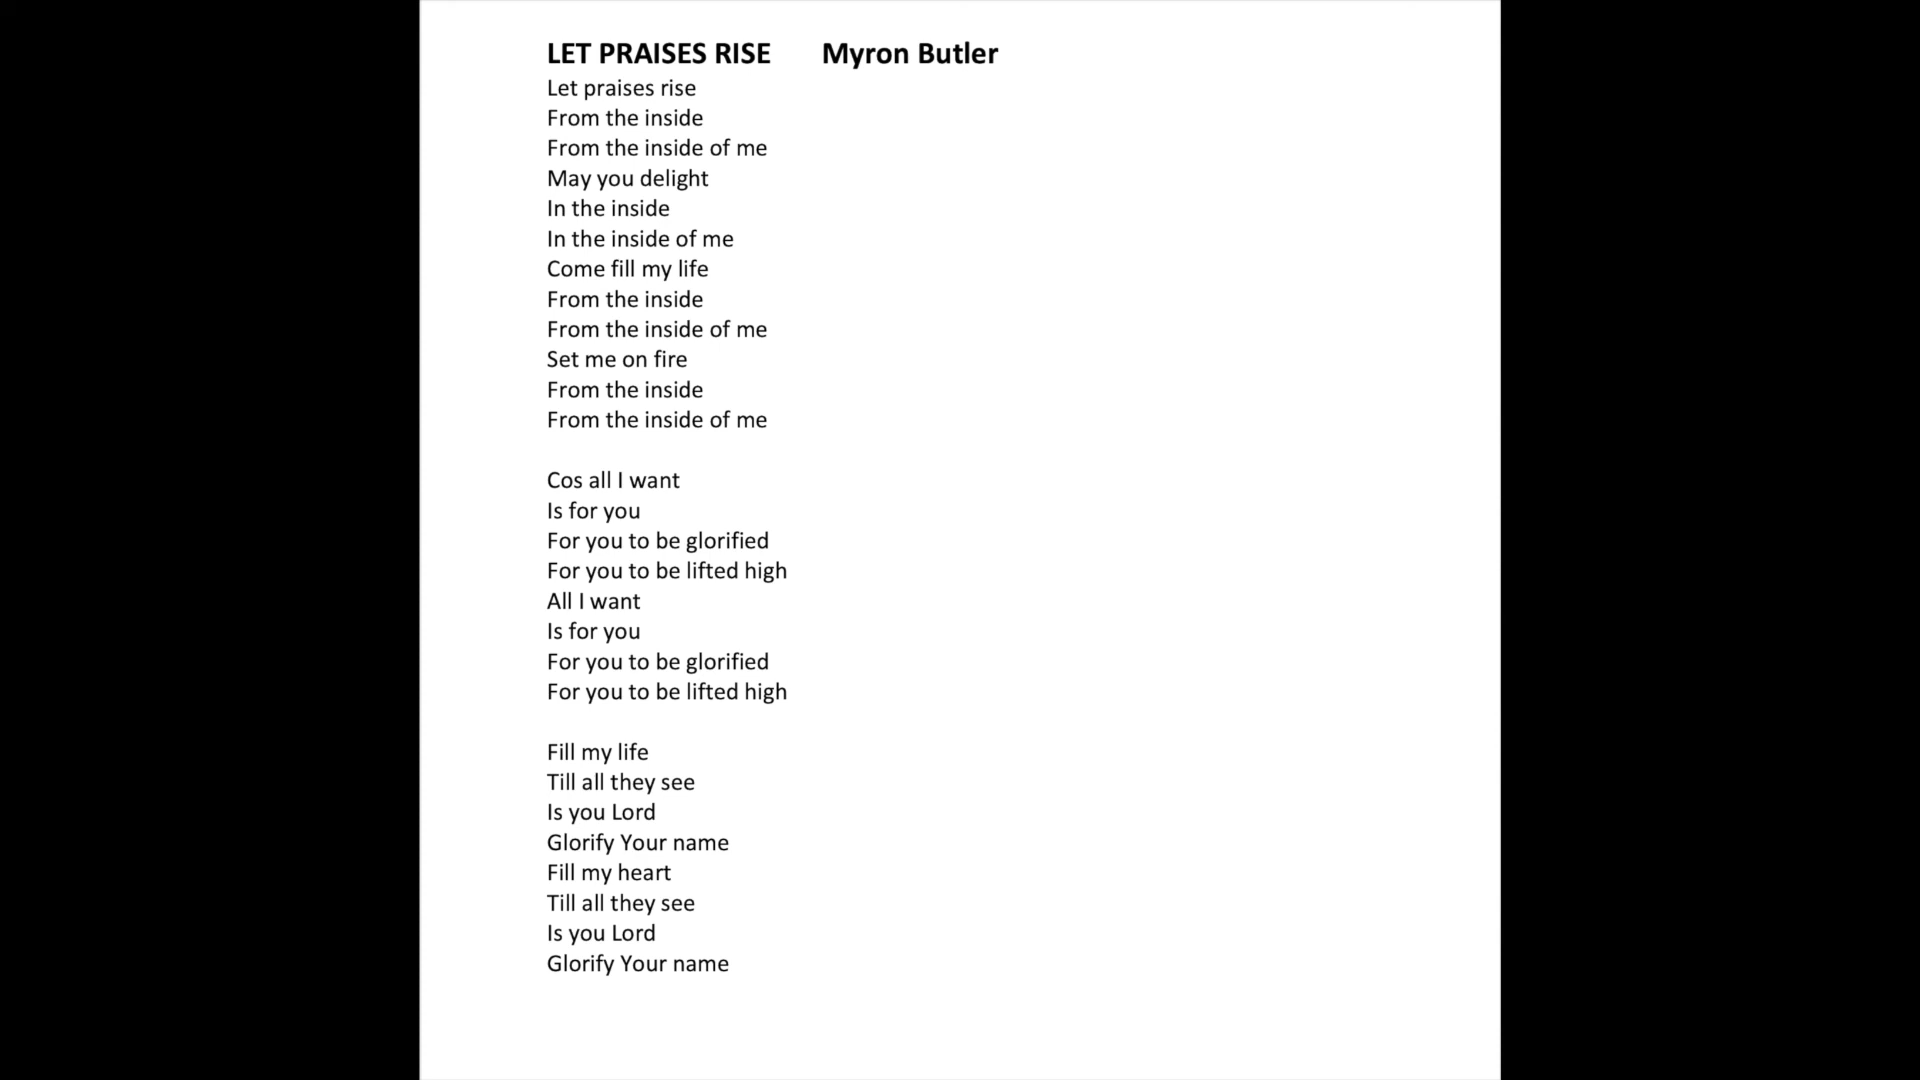 LET PRAISES RISE Myron Butler
Let praises rise
From the inside
From the inside of me
May you delight
In the inside
In the inside of me
Come fill my life
From the inside
From the inside of me
Set me on fire
From the inside
From the inside of me
Cos all I want
Is for you
For you to be glorified
For you to be lifted high
All I want
Is for you
For you to be glorified
For you to be lifted high
Fill my life
Till all they see
Is you Lord
Glorify Your name
Fill my heart
Till all they see
Is you Lord
Glorify Your name